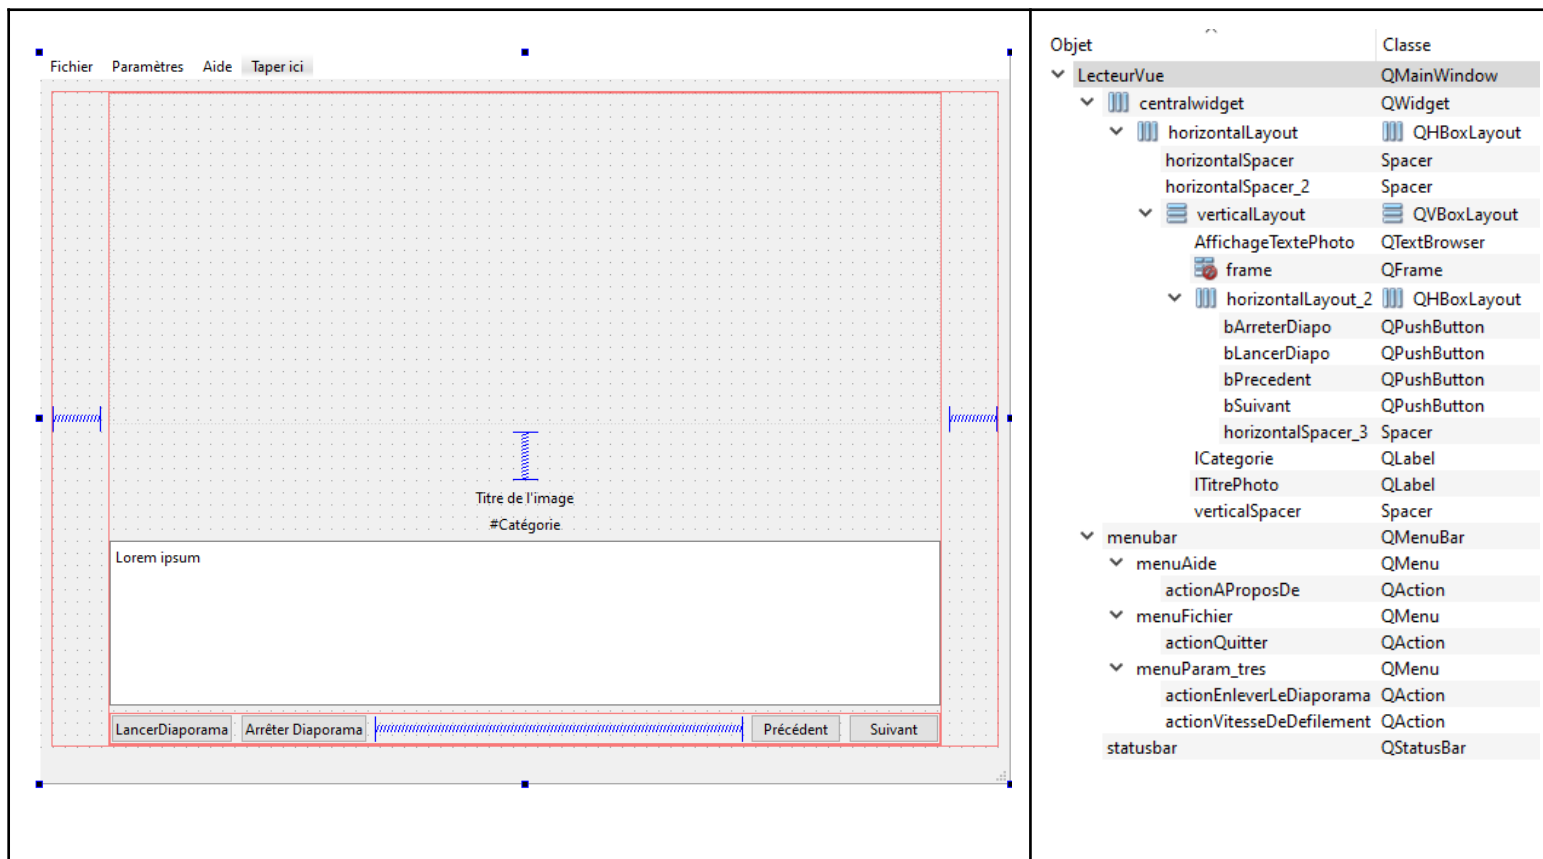 Fichier Paramètres Aide Taper ici
Titre de l'image
#Catégorie
Lorem ipsum
LancerDiaporama Arrêter Diaporama Précédent Suivant
Objet Classe
LecteurVue QMainWindow
centralwidget QWidget
horizontalLayout QHBoxLayout
horizontalSpacer Spacer
horizontalSpacer_2 Spacer
verticalLayout QVBoxLayout
AffichageTextePhoto QTextBrowser
frame QFrame
horizontalLayout_2 QHBoxLayout
bArreterDiapo QPushButton
bLancerDiapo QPushButton
bPrecedent QPushButton
bSuivant QPushButton
horizontalSpacer_3 Spacer
lCategorie QLabel
lTitrePhoto QLabel
verticalSpacer Spacer
menubar QMenuBar
menuAide QMenu
actionAProposDe QAction
menuFichier QMenu
actionQuitter QAction
menuParam_tres QMenu
actionEnleverLeDiaporama QAction
actionVitesseDeDefilement QAction
statusbar QStatusBar